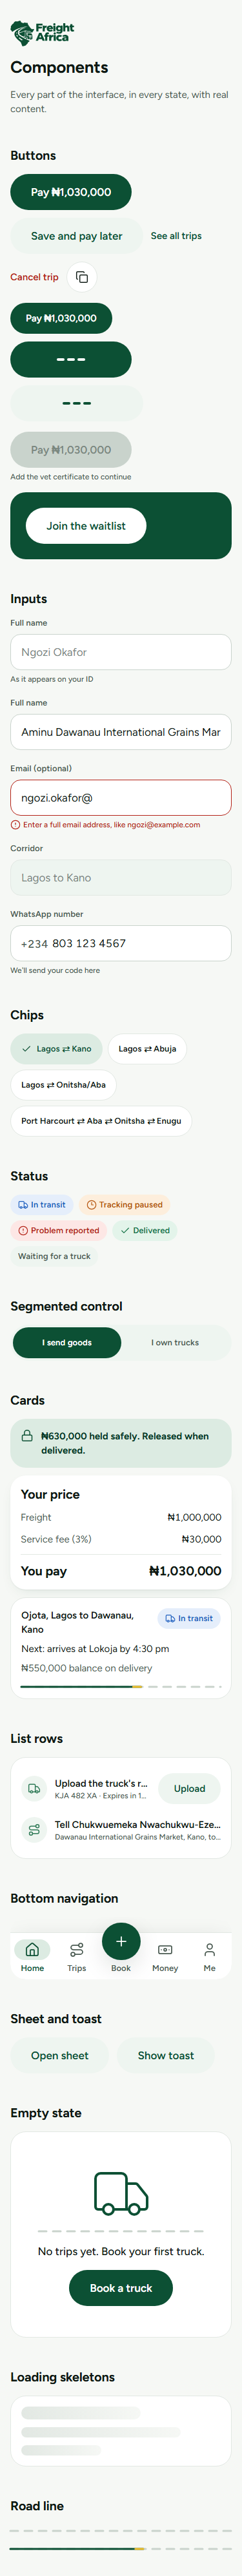 Freight
Africa
Components
Every part of the interface, in every state, with real
content.
Buttons
Pay ₦1,030,000
Save and pay later
See all trips
Cancel trip
Pay ₦1,030,000
Pay ₦1,030,000
Add the vet certificate to continue
Join the waitlist
Inputs
Full name
Ngozi Okafor
As it appears on your ID
Full name
Aminu Dawanau International Grains Mar
Email (optional)
ngozi.okafor@
Enter a full email address, like ngozi@example.com
Corridor
Lagos to Kano
WhatsApp number
+234 803 123 4567
We'll send your code here
Chips
Lagos ⇄ Kano
Lagos ⇄ Abuja
Lagos ⇄ Onitsha/Aba
Port Harcourt ⇄ Aba ⇄ Onitsha ⇄ Enugu
Status
In transit
Tracking paused
Problem reported
Delivered
Waiting for a truck
Segmented control
I send goods
I own trucks
Cards
₦630,000 held safely. Released when
delivered.
Your price
Freight ₦1,000,000
Service fee (3%) ₦30,000
You pay ₦1,030,000
Ojota, Lagos to Dawanau,
Kano
In transit
Next: arrives at Lokoja by 4:30 pm
₦550,000 balance on delivery
List rows
Upload the truck's r...
KJA 482 XA · Expires in 1...
Upload
Tell Chukwuemeka Nwachukwu-Eze...
Dawanau International Grains Market, Kano, to...
Bottom navigation
Home
Trips
Book
Money
Me
Sheet and toast
Open sheet
Show toast
Empty state
No trips yet. Book your first truck.
Book a truck
Loading skeletons
Road line